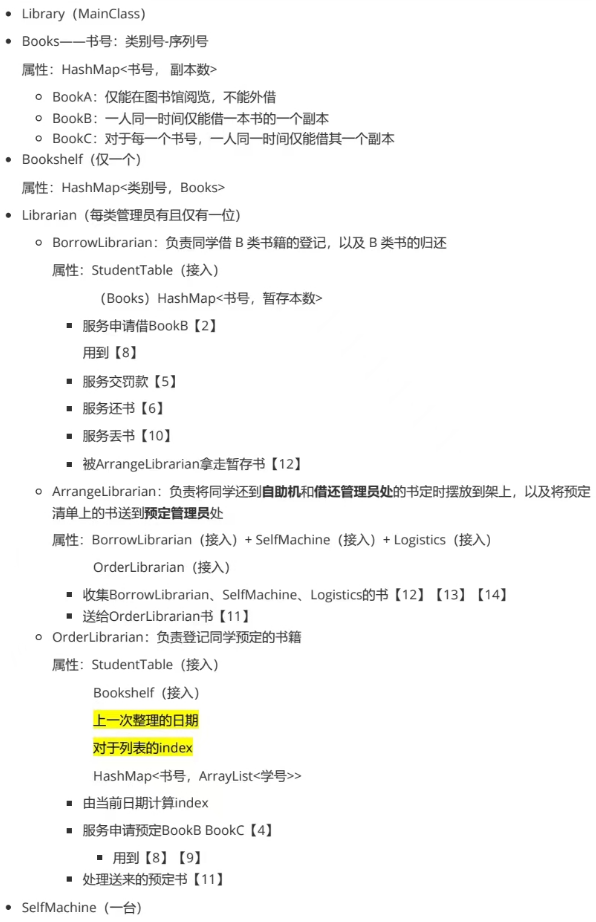 Library（MainClass）
Books——书号：类别号-序列号
属性：HashMap<书号， 副本数>
BookA：仅能在图书馆阅览，不能外借
BookB：一人同一时间仅能借一本书的一个副本
BookC：对于每一个书号，一人同一时间仅能借其一个副本
Bookshelf（仅一个）
属性：HashMap<类别号，Books>
Librarian（每类管理员有且仅有一位）
BorrowLibrarian：负责同学借 B 类书籍的登记，以及 B 类书的归还
属性：StudentTable（接入）
（Books）HashMap<书号，暂存本数>
服务申请借BookB【2】
用到【8】
服务交罚款【5】
服务还书【6】
服务丢书【10】
被ArrangeLibrarian拿走暂存书【12】
ArrangeLibrarian：负责将同学还到自助机和借还管理员处的书定时摆放到架上，以及将预定
清单上的书送到预定管理员处
属性：BorrowLibrarian（接入）+ SelfMachine（接入）+ Logistics（接入）
OrderLibrarian（接入）
收集BorrowLibrarian、SelfMachine、Logistics的书【12】【13】【14】
送给OrderLibrarian书【11】
OrderLibrarian：负责登记同学预定的书籍
属性：StudentTable（接入）
Bookshelf（接入）
上一次整理的日期
对于列表的index
HashMap<书号，ArrayList<学号>>
由当前日期计算index
服务申请预定BookB BookC【4】
用到【8】【9】
处理送来的预定书【11】
SelfMachine（一台）